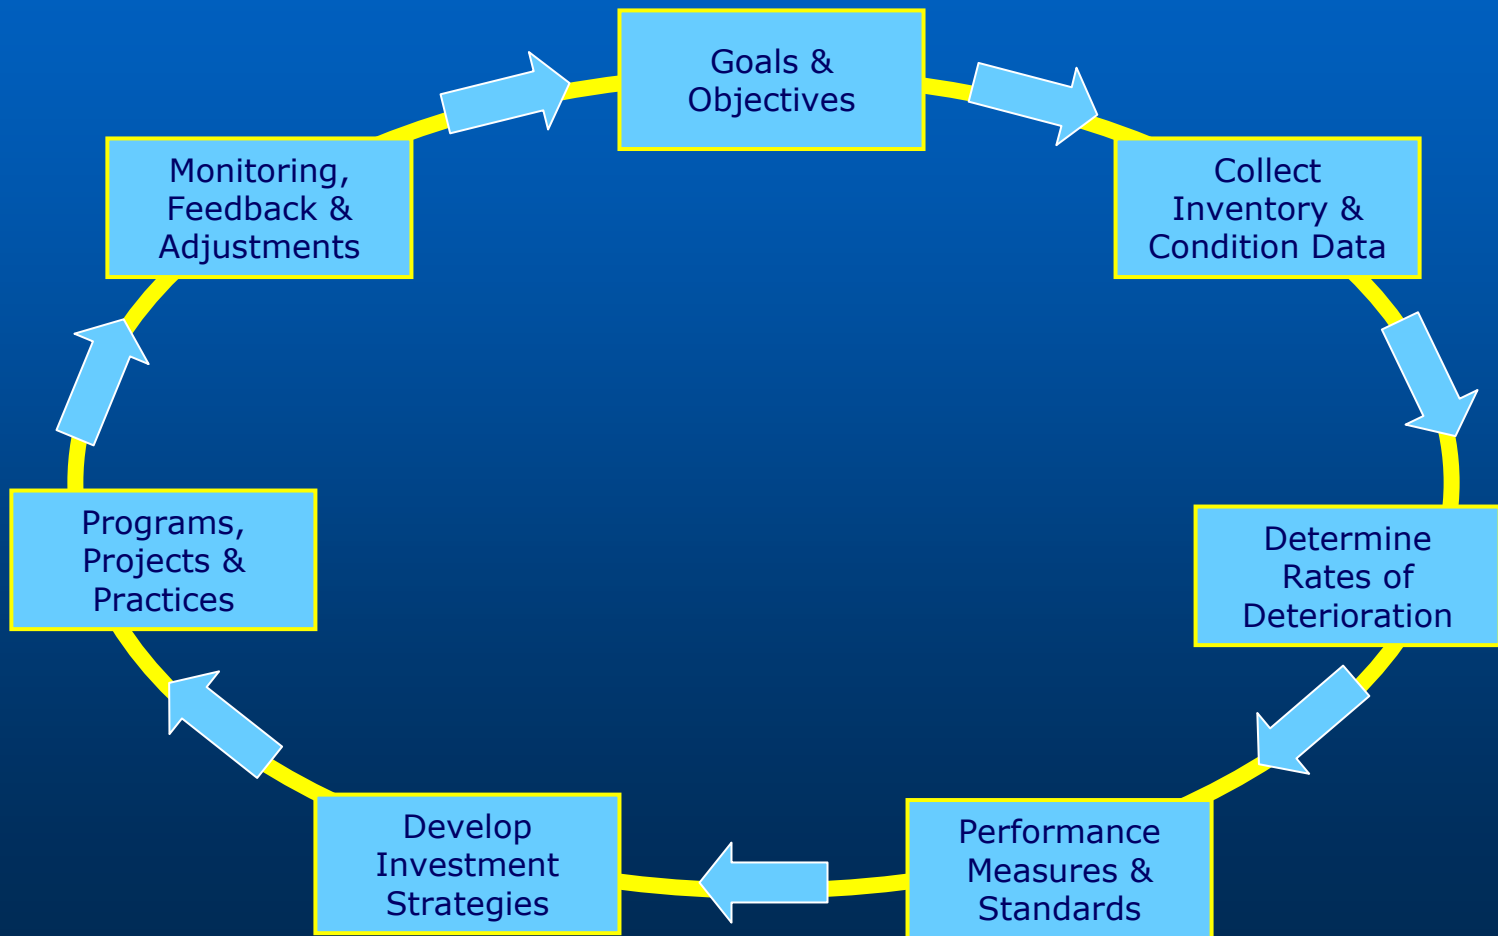 Goals &
Objectives
Collect
Inventory &
Condition Data
Determine
Rates of
Deterioration
Performance
Measures &
Standards
Develop
Investment
Strategies
Programs,
Projects &
Practices
Monitoring,
Feedback &
Adjustments